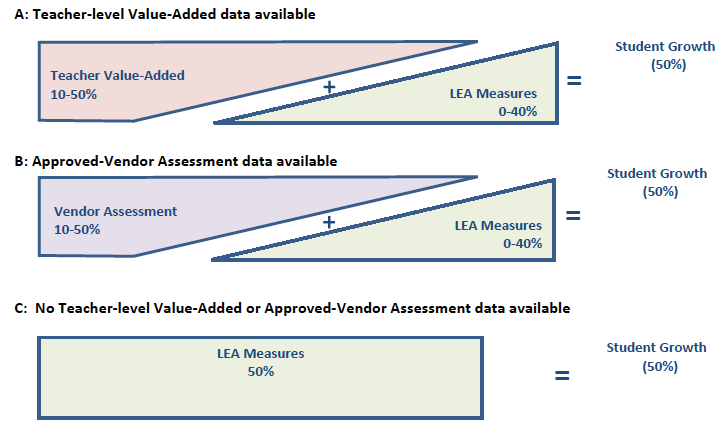 A: Teacher-level Value-Added data available
Student Growth
(50%)
Teacher Value-Added
10-50%
+
LEA Measures
0-40%
=
B: Approved-Vendor Assessment data available
Student Growth
(50%)
Vendor Assessment
10-50%
+
LEA Measures
0-40%
=
C:  No Teacher-level Value-Added or Approved-Vendor Assessment data available
LEA Measures
50%
=
Student Growth
(50%)